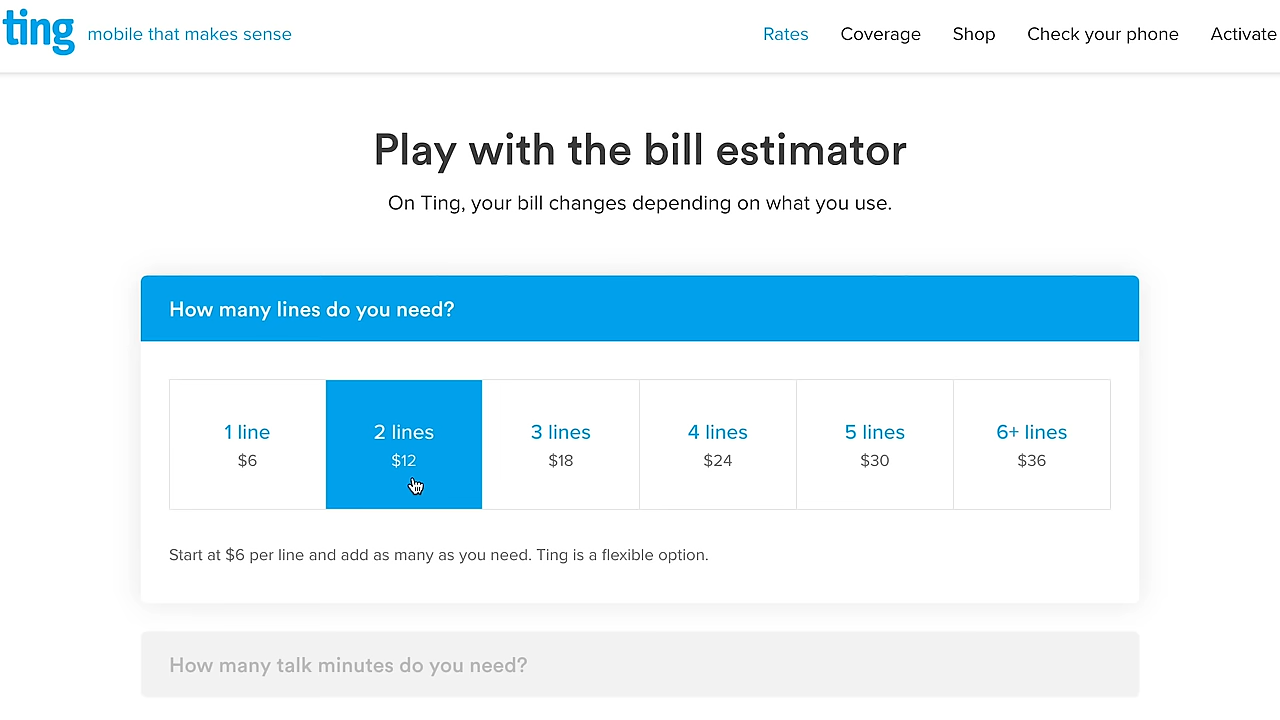 ting mobile that makes sense Rates Coverage Shop Check your phone Activate
Play with the bill estimator
On Ting, your bill changes depending on what you use.
How many lines do you need?
1 line 2 lines 3 lines 4 lines 5 lines 6+ lines
$6 $12 $18 $24 $30 $36
Start at $6 per line and add as many as you need. Ting is a flexible option.
How many talk minutes do you need?